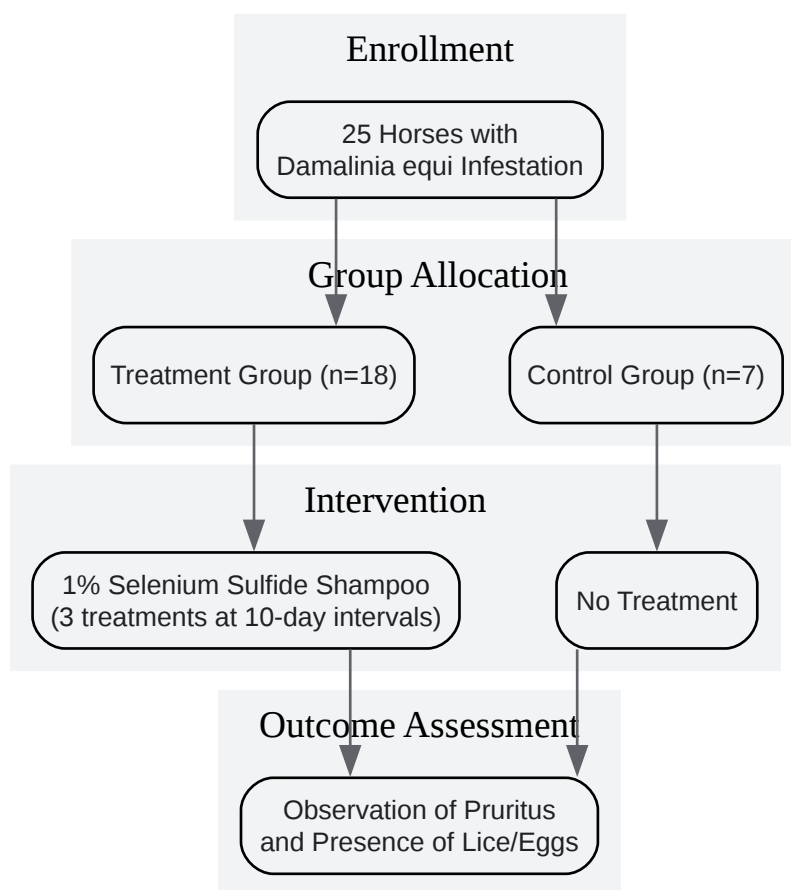 Enrollment
25 Horses with
Damalinia equi Infestation
Group Allocation
Treatment Group (n=18)
Control Group (n=7)
Intervention
1% Selenium Sulfide Shampoo
(3 treatments at 10-day intervals)
No Treatment
Outcome Assessment
Observation of Pruritus
and Presence of Lice/Eggs